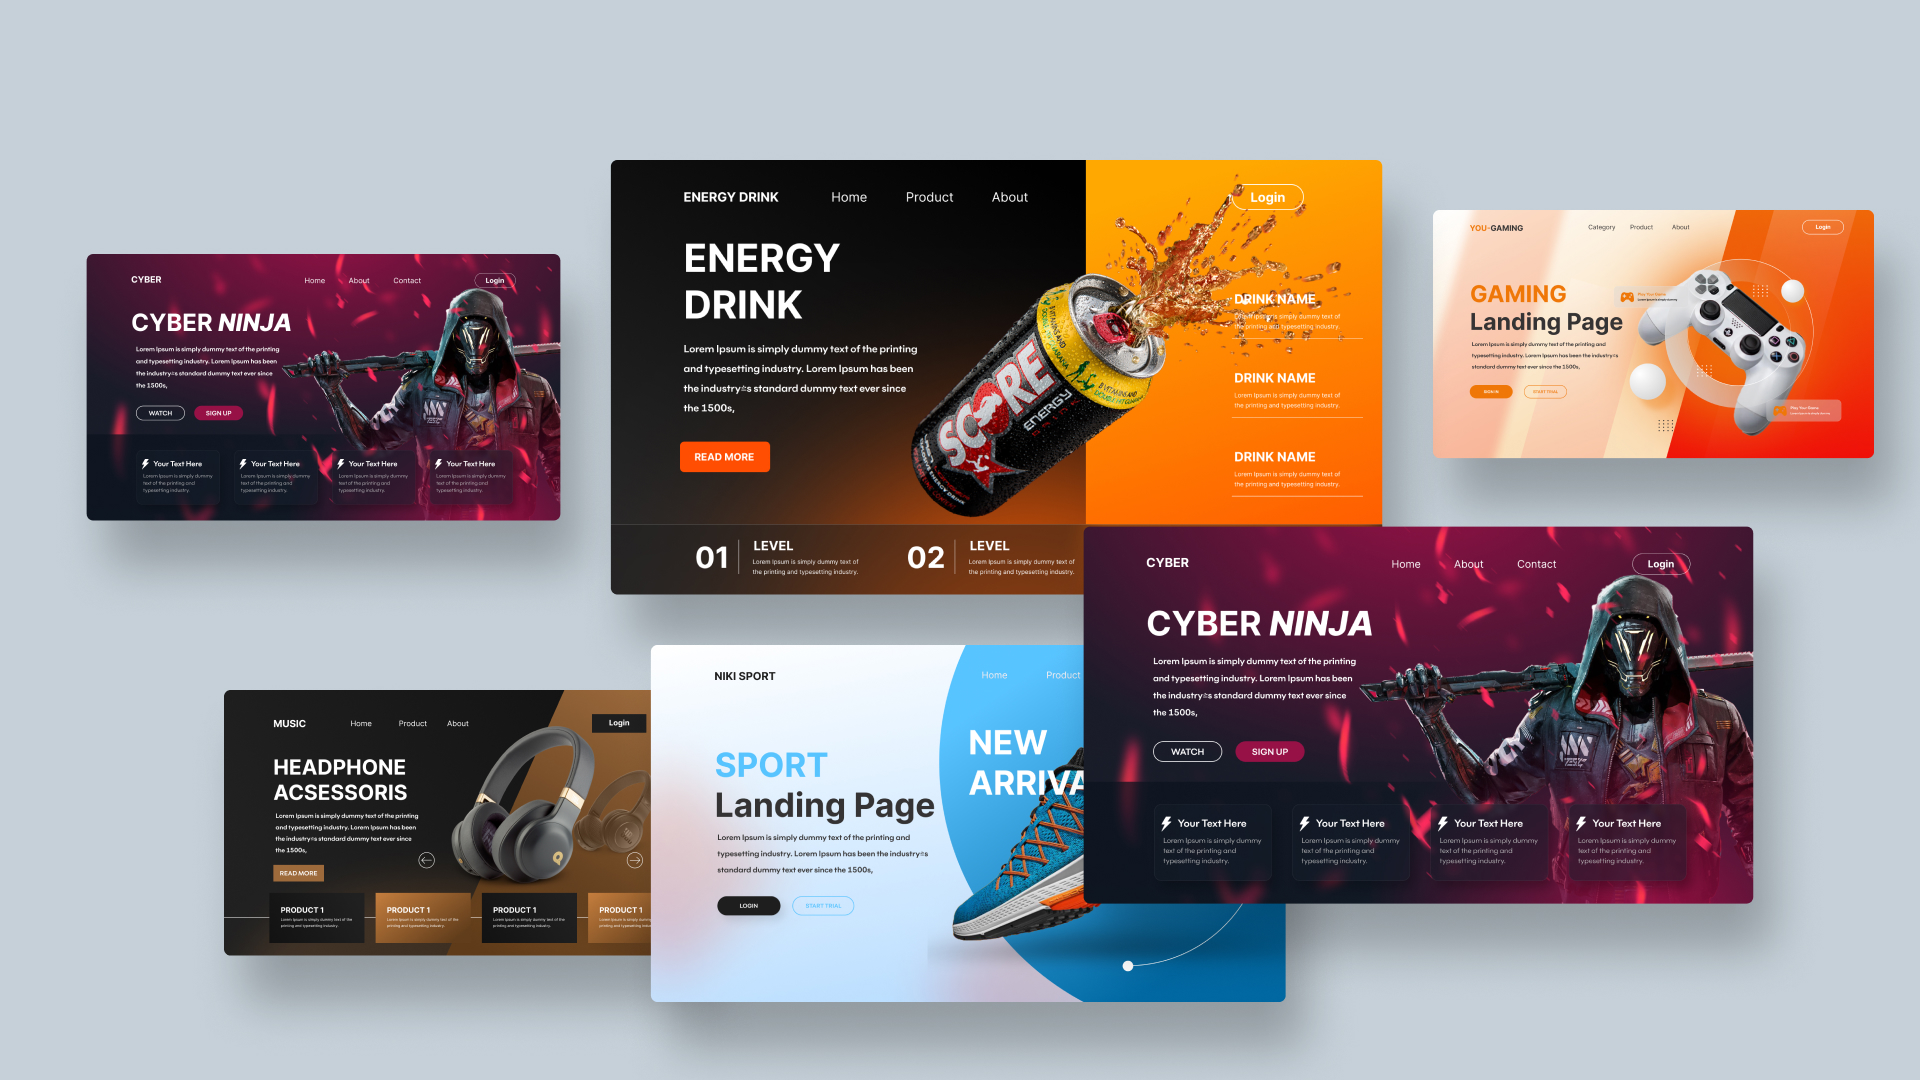 CYBER
Home About Contact Login
CYBER NINJA
Lorem Ipsum is simply dummy text of the printing
and typesetting industry. Lorem Ipsum has been
the industry's standard dummy text ever since
the 1500s,
WATCH SIGN UP
Your Text Here Your Text Here Your Text Here Your Text Here
Lorem Ipsum is simply dummy Lorem Ipsum is simply dummy Lorem Ipsum is simply dummy Lorem Ipsum is simply dummy
text of the printing and text of the printing and text of the printing and text of the printing and
typesetting industry. typesetting industry. typesetting industry. typesetting industry.
ENERGY DRINK Home Product About Login
ENERGY
DRINK
Lorem Ipsum is simply dummy text of the printing
and typesetting industry. Lorem Ipsum has been
the industry's standard dummy text ever since
the 1500s,
READ MORE
SCORE
ENERGY
DRINK NAME
Lorem Ipsum is simply dummy text of
the printing and typesetting industry.
DRINK NAME
Lorem Ipsum is simply dummy text of
the printing and typesetting industry.
DRINK NAME
Lorem Ipsum is simply dummy text of
the printing and typesetting industry.
01 LEVEL
Lorem Ipsum is simply dummy text of
the printing and typesetting industry.
02 LEVEL
Lorem Ipsum is simply dummy text of
the printing and typesetting industry.
YOU-GAMING Category Product About Login
GAMING
Landing Page
Lorem Ipsum is simply dummy text of the printing and
typesetting industry. Lorem Ipsum has been the industry's
standard dummy text ever since the 1500s,
SIGN IN START TRIAL
Play Your Game
Play Your Game
MUSIC Home Product About Login
HEADPHONE
ACSESSORIS
Lorem Ipsum is simply dummy text of the printing
and typesetting industry. Lorem Ipsum has been
the industry's standard dummy text ever since
the 1500s,
READ MORE
PRODUCT 1 PRODUCT 1 PRODUCT 1 PRODUCT 1
Lorem Ipsum is simply dummy text of the Lorem Ipsum is simply dummy text of the Lorem Ipsum is simply dummy text of the Lorem Ipsum is simply dummy
printing and typesetting industry. printing and typesetting industry. printing and typesetting industry. printing and typesetting industry.
NIKI SPORT Home Product
SPORT
Landing Page
Lorem Ipsum is simply dummy text of the printing and
typesetting industry. Lorem Ipsum has been the industry's
standard dummy text ever since the 1500s,
LOGIN START TRIAL
NEW
ARRIVA
CYBER Home About Contact Login
CYBER NINJA
Lorem Ipsum is simply dummy text of the printing
and typesetting industry. Lorem Ipsum has been
the industry's standard dummy text ever since
the 1500s,
WATCH SIGN UP
Your Text Here Your Text Here Your Text Here Your Text Here
Lorem Ipsum is simply dummy Lorem Ipsum is simply dummy Lorem Ipsum is simply dummy Lorem Ipsum is simply dummy
text of the printing and text of the printing and text of the printing and text of the printing and
typesetting industry. typesetting industry. typesetting industry. typesetting industry.